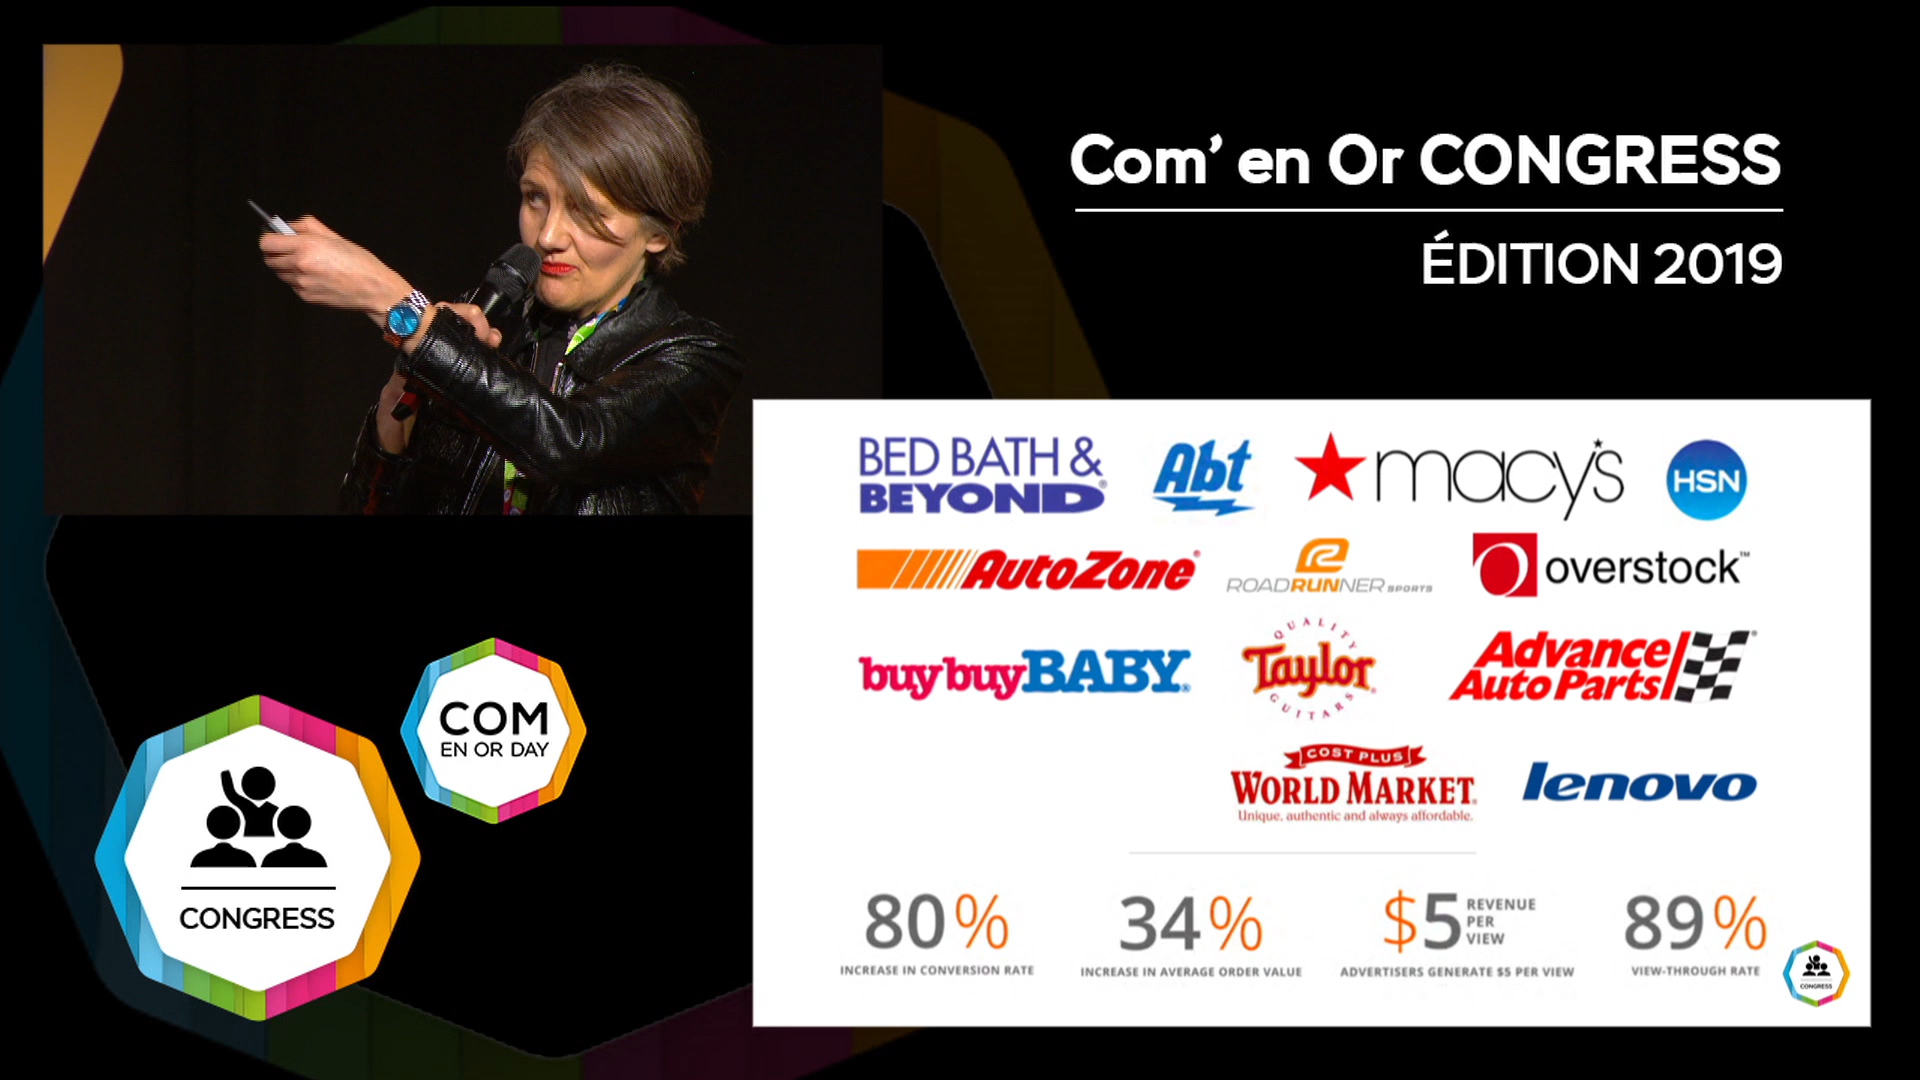 Com’ en Or CONGRESS
ÉDITION 2019
BED BATH &
BEYOND®
Abt
macy's
HSN
AutoZone®
ROADRUNNER SPORTS
overstock™
buybuyBABY®
QUALITY
Taylor®
GUITARS
Advance
Auto Parts
COST PLUS
WORLD MARKET®
Unique, authentic and always affordable.
lenovo
80%
INCREASE IN CONVERSION RATE
34%
INCREASE IN AVERAGE ORDER VALUE
$5 REVENUE
PER
VIEW
ADVERTISERS GENERATE $5 PER VIEW
89%
VIEW-THROUGH RATE
CONGRESS
COM
EN OR DAY
CONGRESS